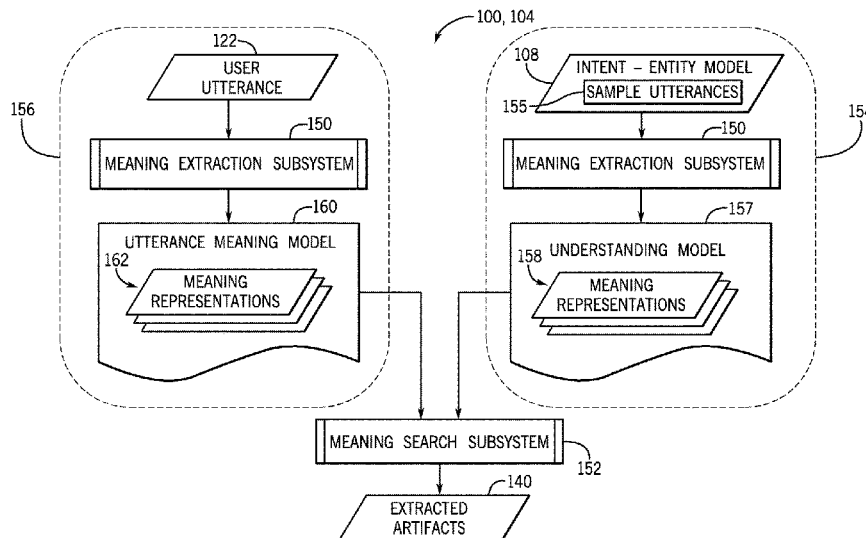 100, 104
122
USER
UTTERANCE
108
INTENT – ENTITY MODEL
155
SAMPLE UTTERANCES
156
150
MEANING EXTRACTION SUBSYSTEM
150
MEANING EXTRACTION SUBSYSTEM
154
160
UTTERANCE MEANING MODEL
162
MEANING
REPRESENTATIONS
157
UNDERSTANDING MODEL
158
MEANING
REPRESENTATIONS
MEANING SEARCH SUBSYSTEM
152
140
EXTRACTED
ARTIFACTS